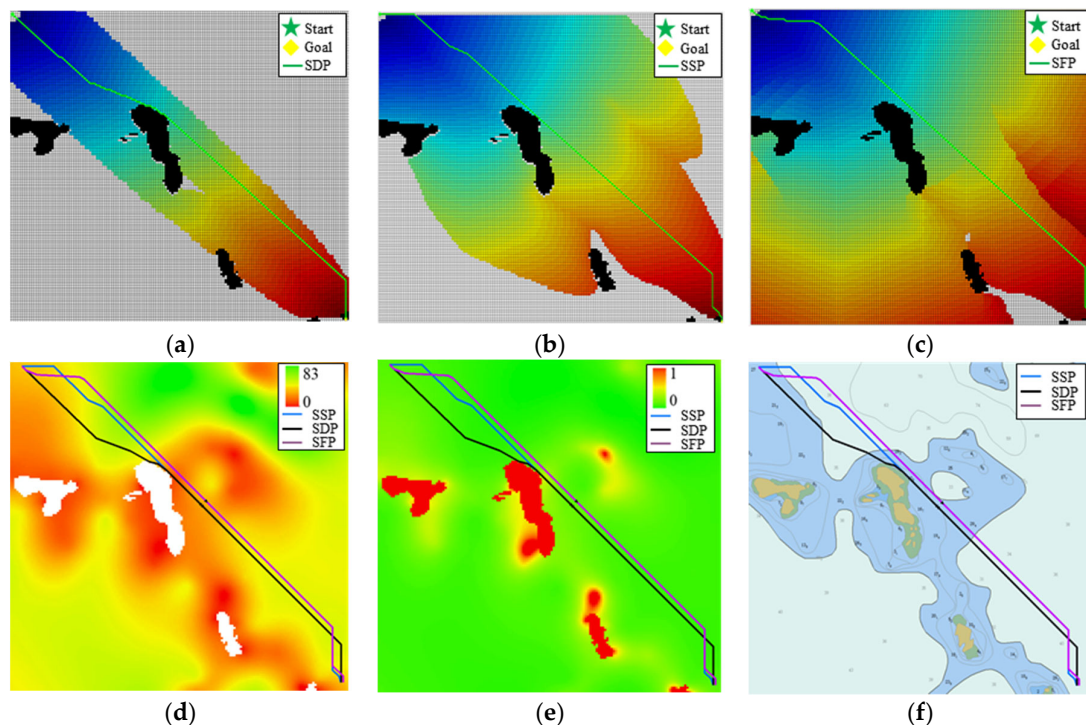 Start
Goal
SDP
Start
Goal
SSP
Start
Goal
SFP
(a)
(b)
(c)
83
0
SSP
SDP
SFP
1
0
SSP
SDP
SFP
SSP
SDP
SFP
(d)
(e)
(f)